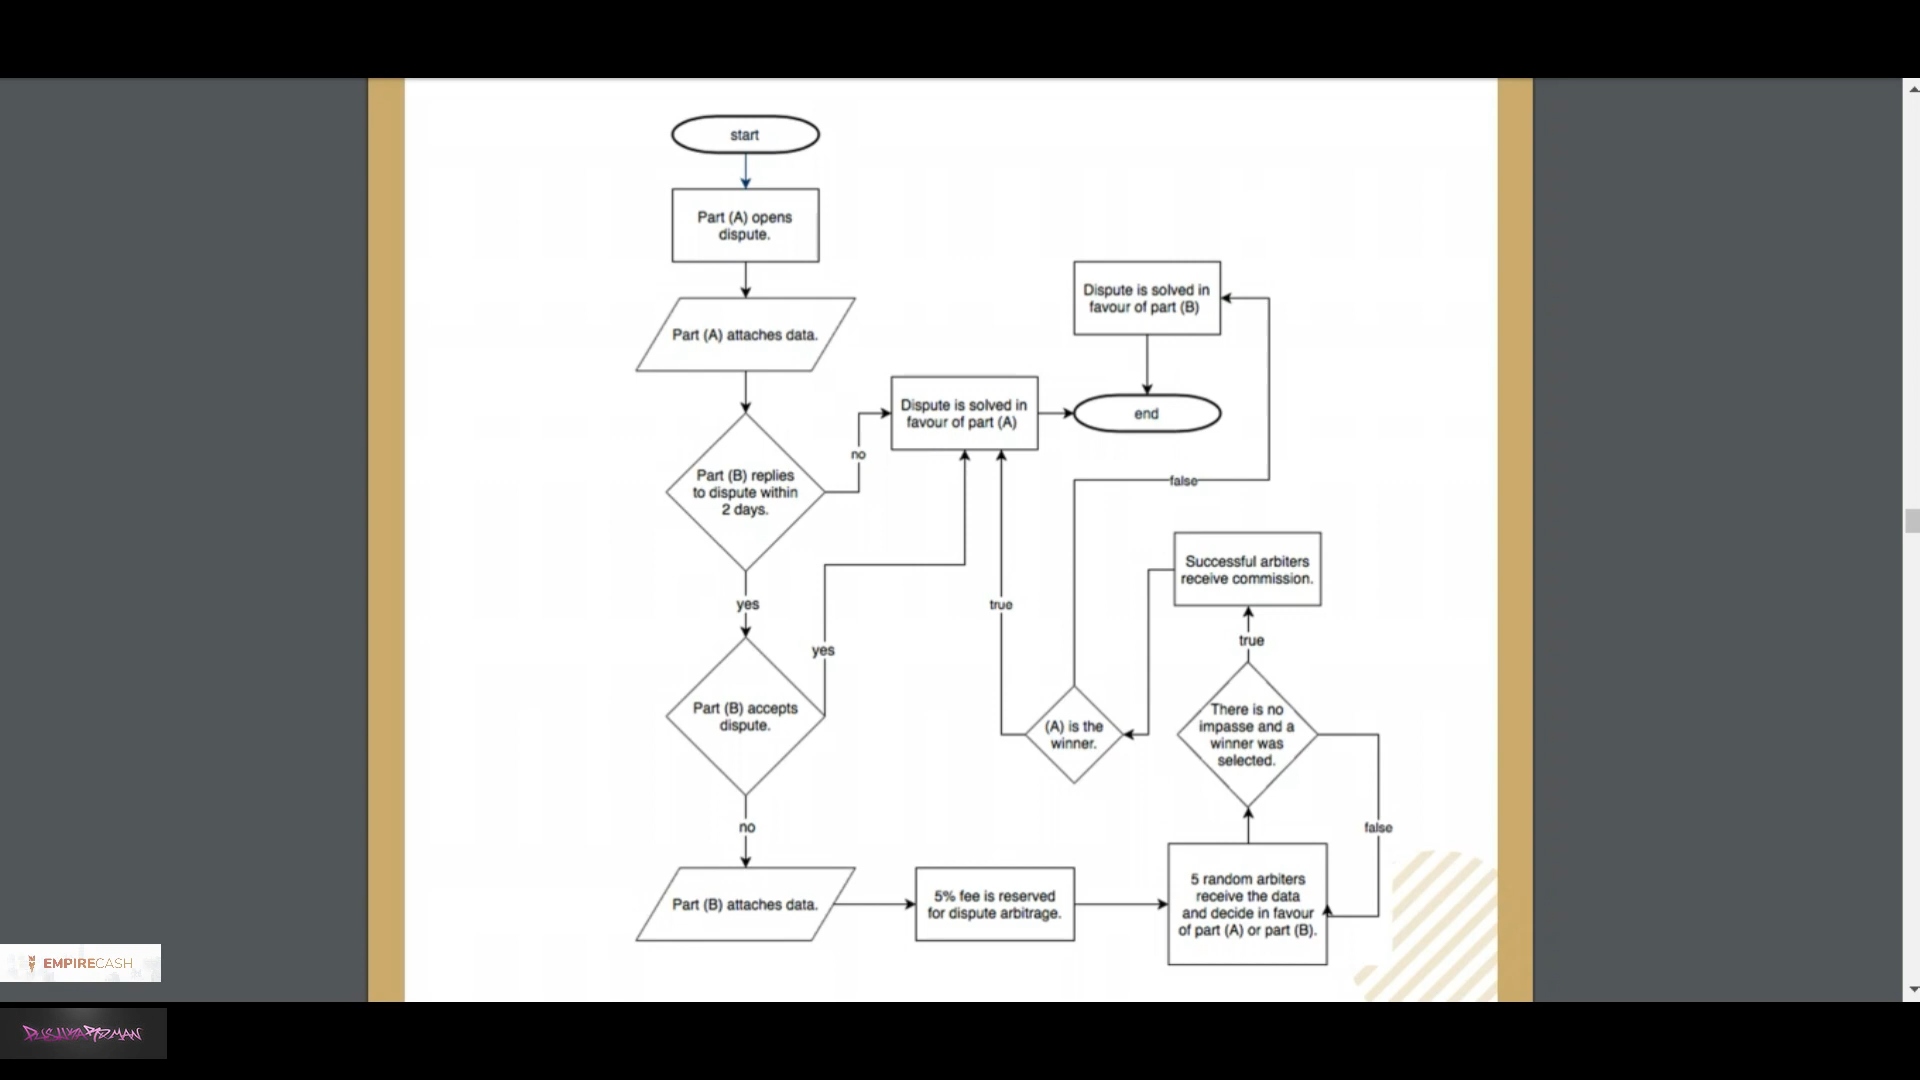 start
Part (A) opens
dispute.
Part (A) attaches data.
Dispute is solved in
favour of part (B)
Dispute is solved in
favour of part (A)
end
no
Part (B) replies
to dispute within
2 days.
false
Successful arbiters
receive commission.
yes
true
true
yes
Part (B) accepts
dispute.
(A) is the
winner.
There is no
impasse and a
winner was
selected.
no
false
Part (B) attaches data.
5% fee is reserved
for dispute arbitrage.
5 random arbiters
receive the data
and decide in favour
of part (A) or part (B).
EMPIRECASH